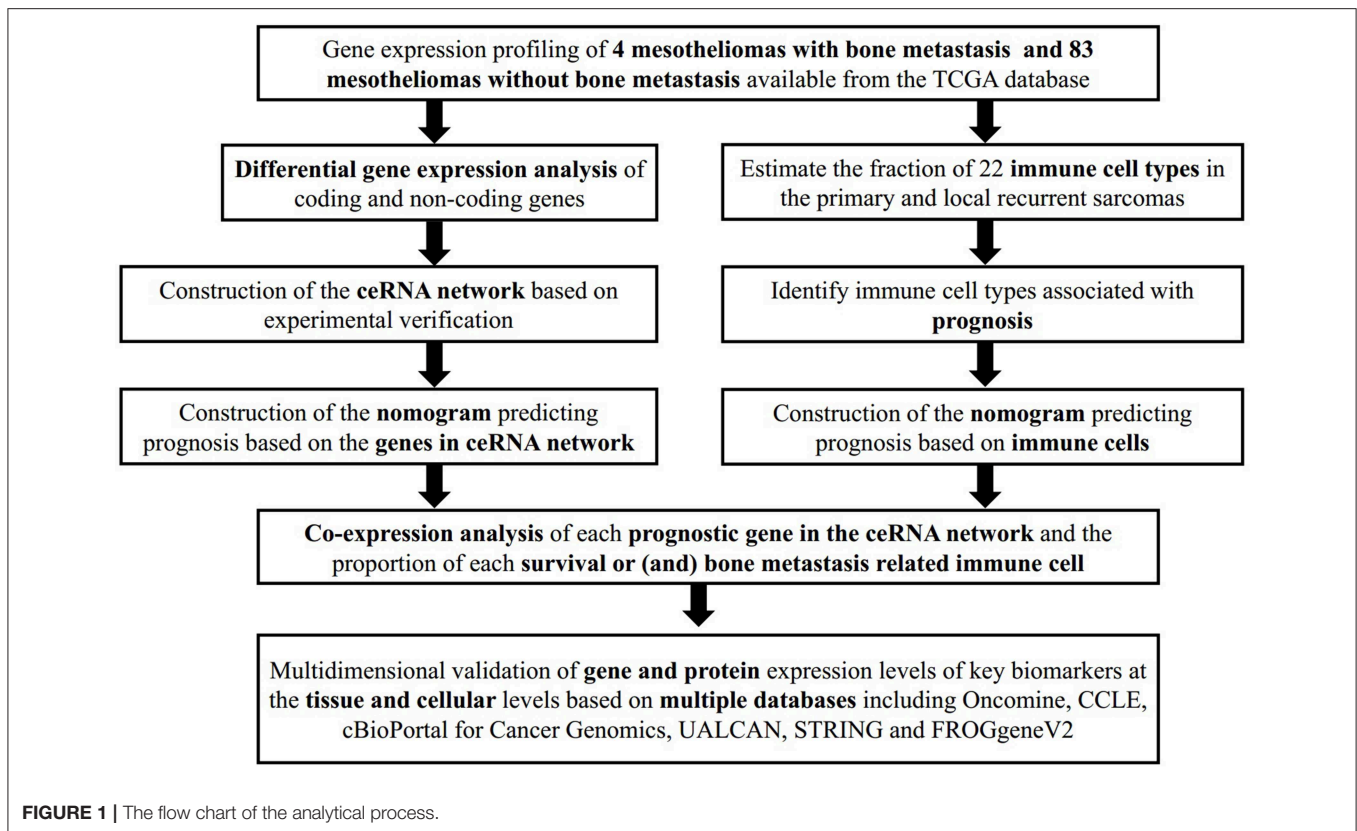 Gene expression profiling of 4 mesotheliomas with bone metastasis and 83
mesotheliomas without bone metastasis available from the TCGA database
Differential gene expression analysis of
coding and non-coding genes
Estimate the fraction of 22 immune cell types in
the primary and local recurrent sarcomas
Construction of the ceRNA network based on
experimental verification
Identify immune cell types associated with
prognosis
Construction of the nomogram predicting
prognosis based on the genes in ceRNA network
Construction of the nomogram predicting
prognosis based on immune cells
Co-expression analysis of each prognostic gene in the ceRNA network and the
proportion of each survival or (and) bone metastasis related immune cell
Multidimensional validation of gene and protein expression levels of key biomarkers at
the tissue and cellular levels based on multiple databases including Oncomine, CCLE,
cBioPortal for Cancer Genomics, UALCAN, STRING and FROGgeneV2
FIGURE 1 | The flow chart of the analytical process.